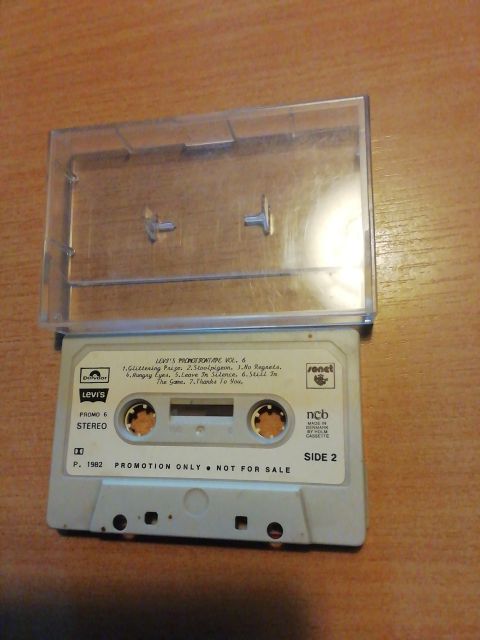 LEVI'S PROMOTIONTAPE VOL. 6
1.Glittering Prize. 2.Stoolpigeon. 3.No Regrets.
4.Hungry Eyes. 5.Leave In Silence. 6.Still In
The Game. 7.Thanks To You.
Polydor
LEVI'S
PROMO 6
STEREO
sonet
ncb
MADE IN
DENMARK
BY HOLM
CASSETTE
SIDE 2
P. 1982 PROMOTION ONLY ● NOT FOR SALE